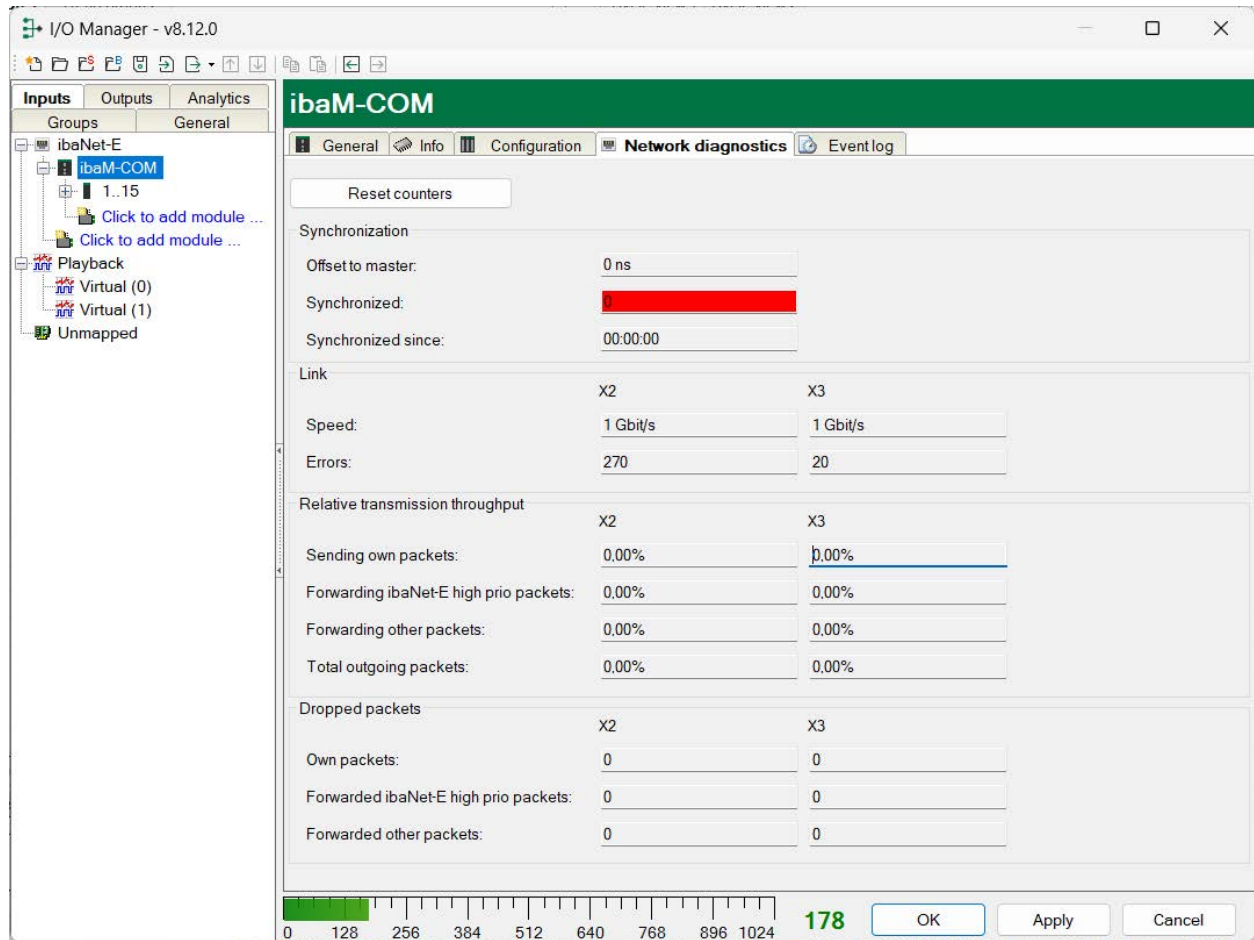 I/O Manager - v8.12.0
Inputs Outputs Analytics
Groups General
ibaNet-E
ibaM-COM
1..15
Click to add module ...
Click to add module ...
Playback
Virtual (0)
Virtual (1)
Unmapped
ibaM-COM
General Info Configuration Network diagnostics Event log
Reset counters
Synchronization
Offset to master: 0 ns
Synchronized: 0
Synchronized since: 00:00:00
Link
X2 X3
Speed: 1 Gbit/s 1 Gbit/s
Errors: 270 20
Relative transmission throughput
X2 X3
Sending own packets: 0,00% 0,00%
Forwarding ibaNet-E high prio packets: 0,00% 0,00%
Forwarding other packets: 0,00% 0,00%
Total outgoing packets: 0,00% 0,00%
Dropped packets
X2 X3
Own packets: 0 0
Forwarded ibaNet-E high prio packets: 0 0
Forwarded other packets: 0 0
0 128 256 384 512 640 768 896 1024 178 OK Apply Cancel